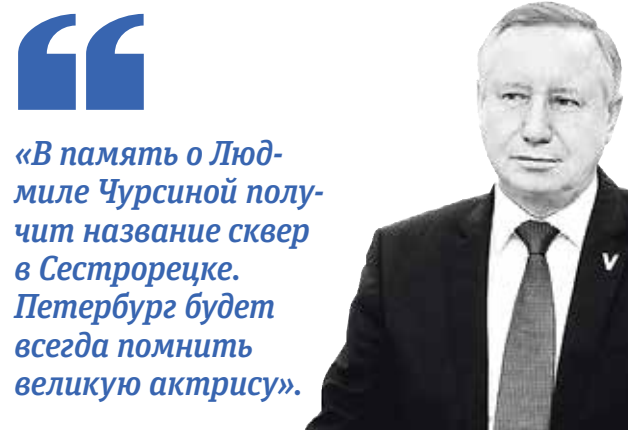 «В память о Люд-
миле Чурсиной полу-
чит название сквер
в Сестрорецке.
Петербург будет
всегда помнить
великую актрису».
V